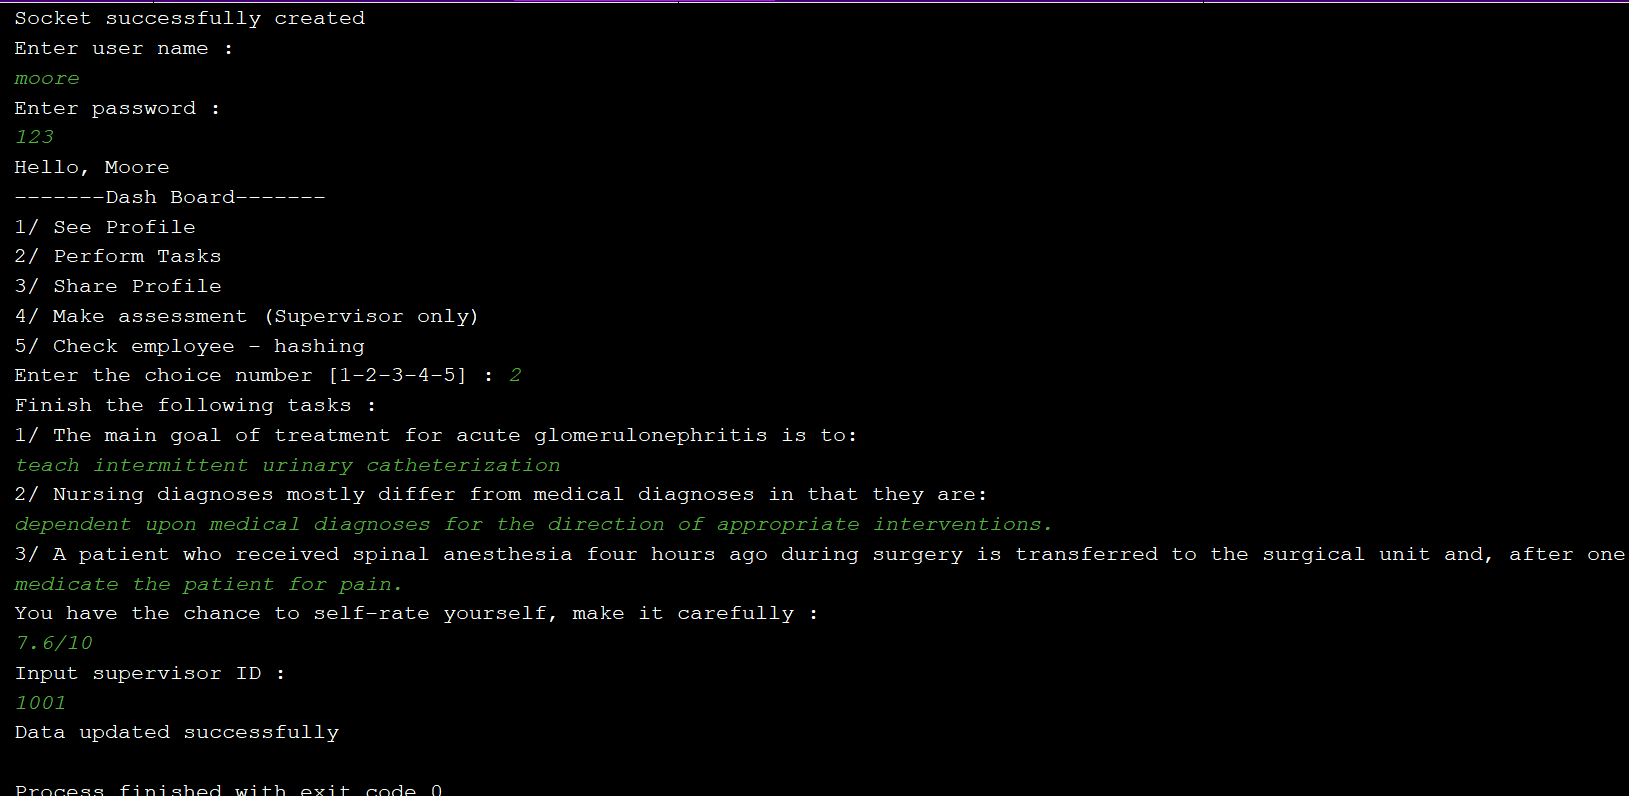 Socket successfully created
Enter user name :
moore
Enter password :
123
Hello, Moore
-------Dash Board-------
1/ See Profile
2/ Perform Tasks
3/ Share Profile
4/ Make assessment (Supervisor only)
5/ Check employee - hashing
Enter the choice number [1-2-3-4-5] : 2
Finish the following tasks :
1/ The main goal of treatment for acute glomerulonephritis is to:
teach intermittent urinary catheterization
2/ Nursing diagnoses mostly differ from medical diagnoses in that they are:
dependent upon medical diagnoses for the direction of appropriate interventions.
3/ A patient who received spinal anesthesia four hours ago during surgery is transferred to the surgical unit and, after one
medicate the patient for pain.
You have the chance to self-rate yourself, make it carefully :
7.6/10
Input supervisor ID :
1001
Data updated successfully
Process finished with exit code 0